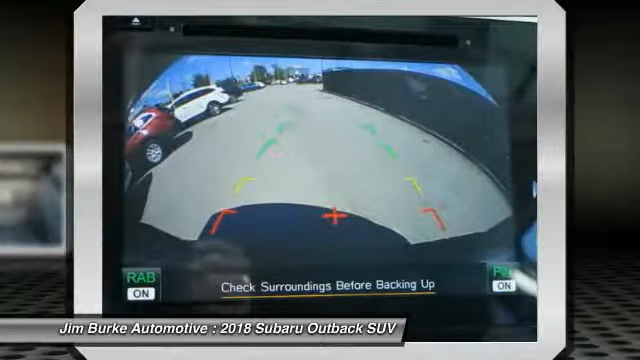 RAB
ON
Check Surroundings Before Backing Up
ON
Jim Burke Automotive : 2018 Subaru Outback SUV